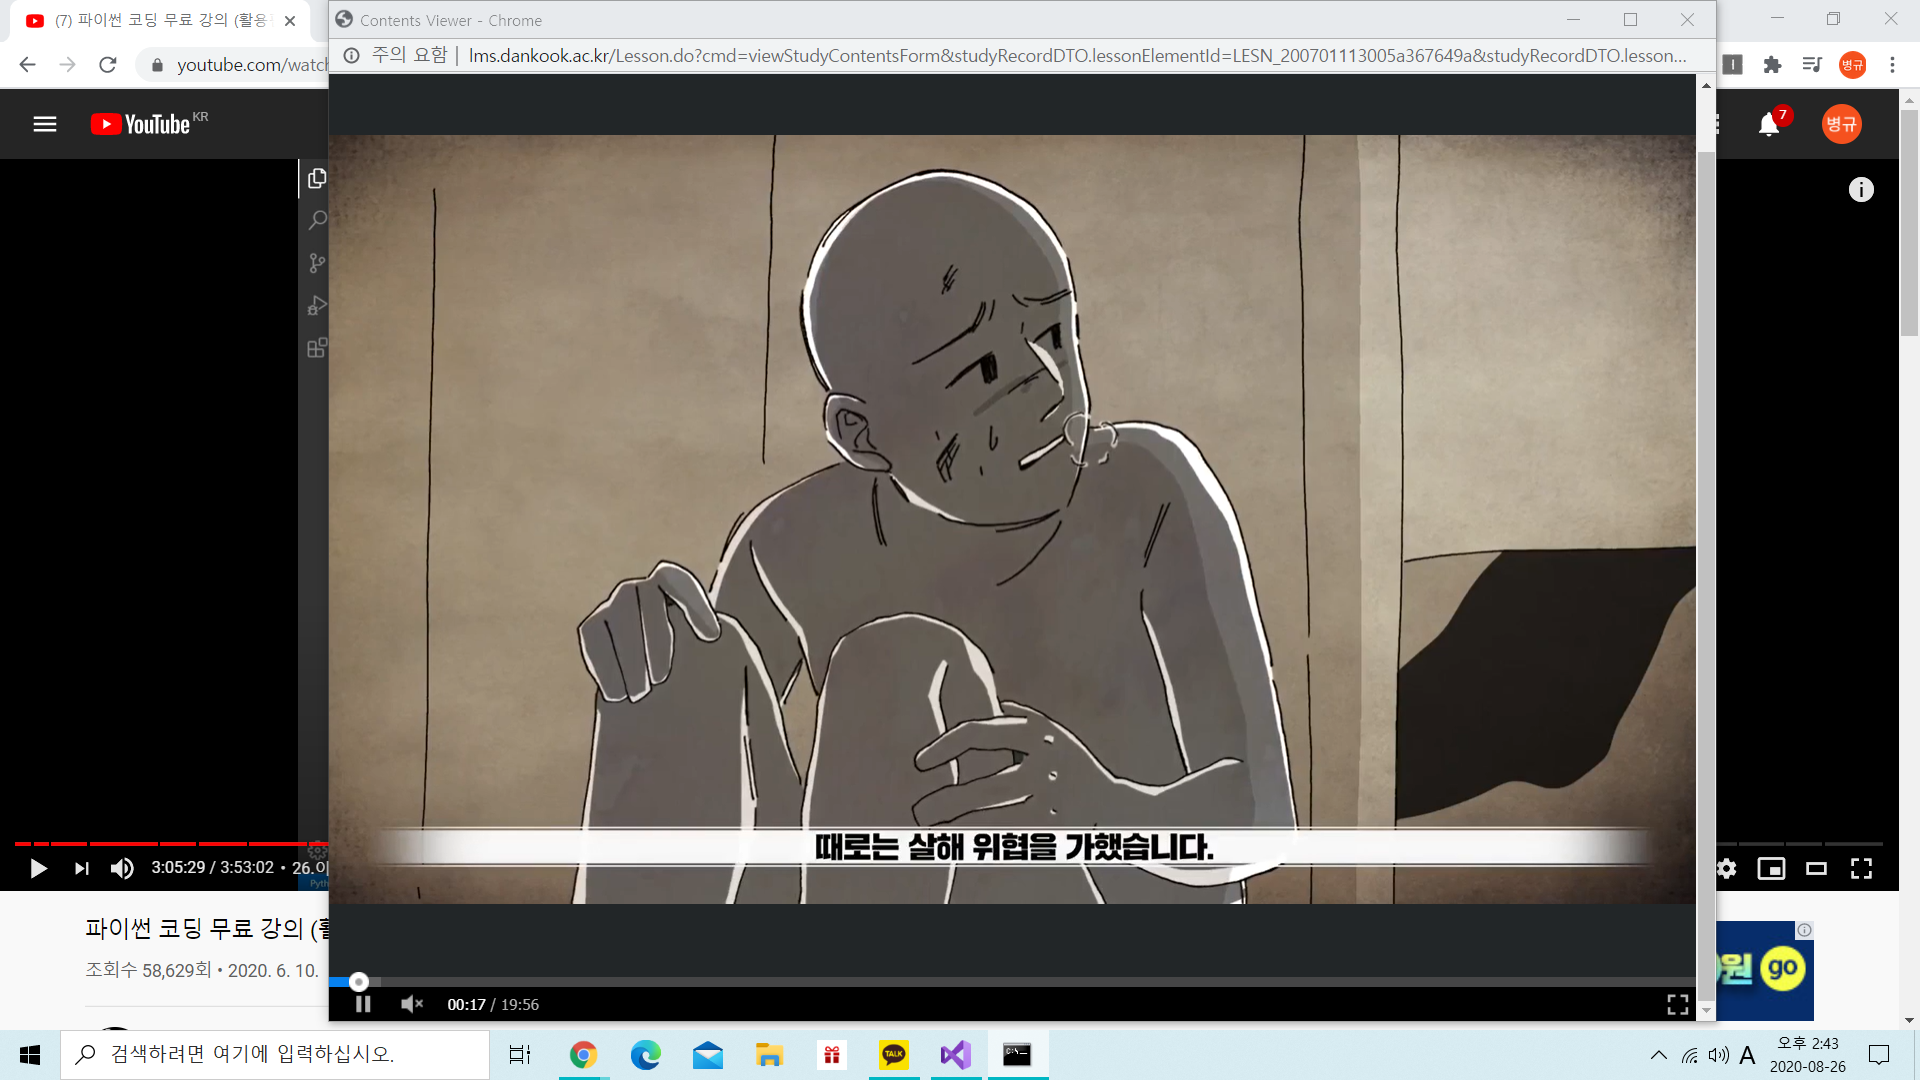 (7) 파이썬 코딩 무료 강의 (활용
youtube.com/watch
Contents Viewer - Chrome
주의 요함 | lms.dankook.ac.kr/Lesson.do?cmd=viewStudyContentsForm&studyRecordDTO.lessonElementId=LESN_200701113005a367649a&studyRecordDTO.lesson...
병규
YouTube KR
7
병규
때로는 살해 위협을 가했습니다.
3:05:29 / 3:53:02 • 26.
Pyth
파이썬 코딩 무료 강의 (
조회수 58,629회 • 2020. 6. 10.
원 go
00:17 / 19:56
검색하려면 여기에 입력하십시오.
TALK
A
오후 2:43
2020-08-26